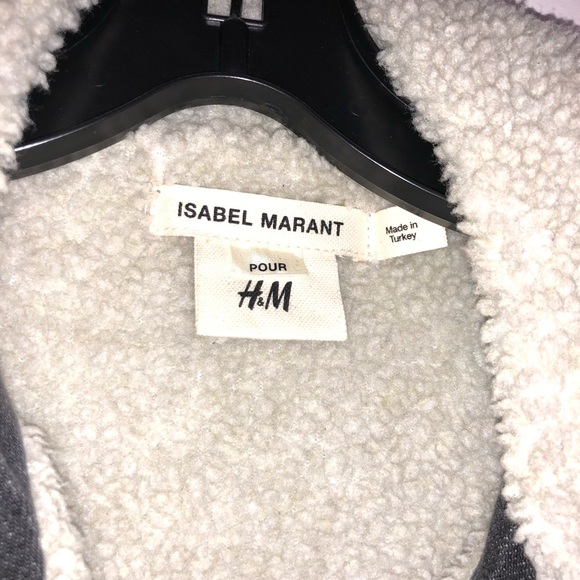 ISABEL MARANT
Made in
Turkey
POUR
H&M